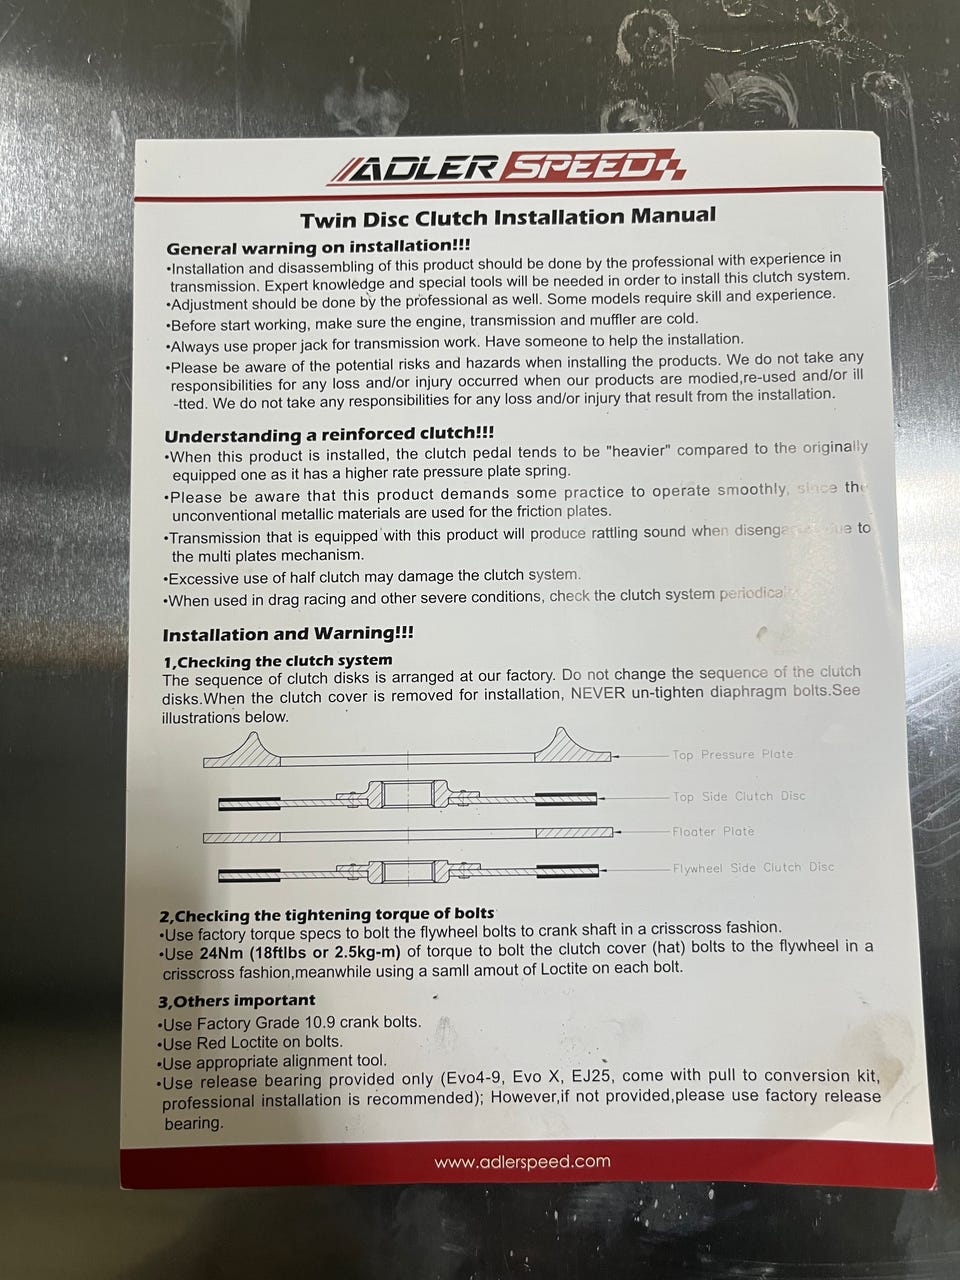 ADLER SPEED
Twin Disc Clutch Installation Manual
General warning on installation!!!
•Installation and disassembling of this product should be done by the professional with experience in
transmission. Expert knowledge and special tools will be needed in order to install this clutch system.
•Adjustment should be done by the professional as well. Some models require skill and experience.
•Before start working, make sure the engine, transmission and muffler are cold.
•Always use proper jack for transmission work. Have someone to help the installation.
•Please be aware of the potential risks and hazards when installing the products. We do not take any
responsibilities for any loss and/or injury occurred when our products are modied,re-used and/or ill
-tted. We do not take any responsibilities for any loss and/or injury that result from the installation.
Understanding a reinforced clutch!!!
•When this product is installed, the clutch pedal tends to be "heavier" compared to the originally
equipped one as it has a higher rate pressure plate spring.
•Please be aware that this product demands some practice to operate smoothly, since the
unconventional metallic materials are used for the friction plates.
•Transmission that is equipped with this product will produce rattling sound when to
the multi plates mechanism.
•Excessive use of half clutch may damage the clutch system.
•When used in drag racing and other severe conditions, check the clutch system
Installation and Warning!!!
1,Checking the clutch system
The sequence of clutch disks is arranged at our factory. Do not change the sequence of the clutch
disks.When the clutch cover is removed for installation, NEVER un-tighten diaphragm bolts.See
illustrations below.
Top Pressure Plate
Top Side Clutch Disc
Floater Plate
Flywheel Side Clutch Disc
2,Checking the tightening torque of bolts
•Use factory torque specs to bolt the flywheel bolts to crank shaft in a crisscross fashion.
•Use 24Nm (18ftlbs or 2.5kg-m) of torque to bolt the clutch cover (hat) bolts to the flywheel in a
crisscross fashion,meanwhile using a samll amout of Loctite on each bolt.
3,Others important
•Use Factory Grade 10.9 crank bolts.
•Use Red Loctite on bolts.
•Use appropriate alignment tool.
•Use release bearing provided only (Evo4-9, Evo X, EJ25, come with pull to conversion kit,
professional installation is recommended); However,if not provided,please use factory release
bearing.
www.adlerspeed.com